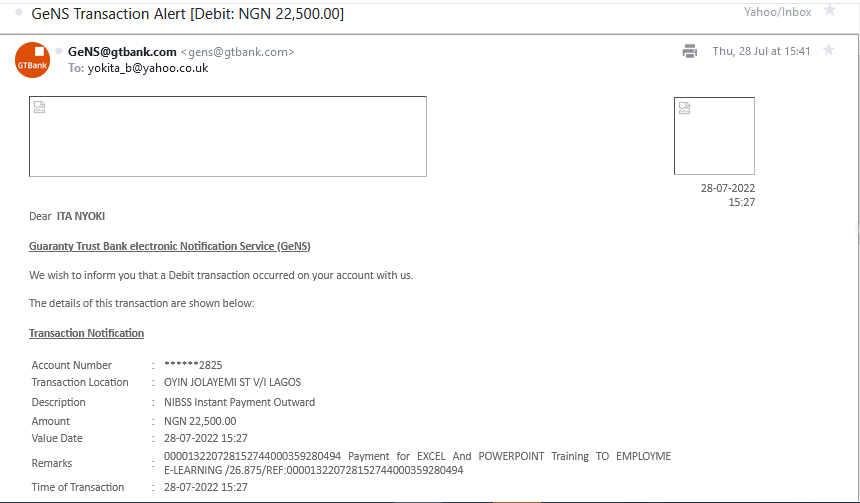 GeNS Transaction Alert [Debit: NGN 22,500.00]
Yahoo/Inbox
GTBank
GeNS@gtbank.com <gens@gtbank.com>
Thu, 28 Jul at 15:41
To: yokita_b@yahoo.co.uk
28-07-2022
15:27
Dear ITA NYOKI
Guaranty Trust Bank electronic Notification Service (GeNS)
We wish to inform you that a Debit transaction occurred on your account with us.
The details of this transaction are shown below:
Transaction Notification
Account Number : ******2825
Transaction Location : OYIN JOLAYEMI ST V/I LAGOS
Description : NIBSS Instant Payment Outward
Amount : NGN 22,500.00
Value Date : 28-07-2022 15:27
Remarks : 000013220728152744000359280494 Payment for EXCEL And POWERPOINT Training TO EMPLOYME
E-LEARNING /26.875/REF:000013220728152744000359280494
Time of Transaction : 28-07-2022 15:27